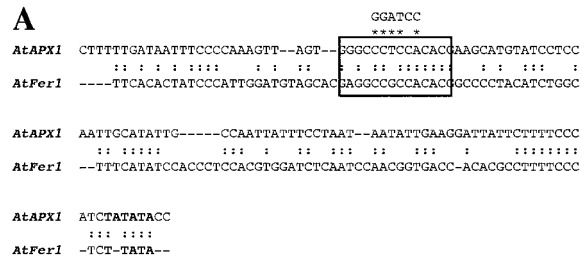 A
GGATCC
**** *
AtAPX1 CTTTTTGATAATTTCCCCAAAGTT--AGT--GGGCCCTCCACACGAAGCATGTATCCTCC
AtFer1 ----TTCACACTATCCCATTGGATGTAGCACGAGGCCGCCACACGGCCCCTACATCTGGC
AtAPX1 AATTGCATATTG-----CCAATTATTTCCTAAT--AATATTGAAGGATTATTCTTTTCCC
AtFer1 --TTTCATATCCACCCTCCACGTGGATCTCAATCCAACGGTGACC-ACACGCCTTTTCCC
AtAPX1 ATCTATATACC
AtFer1 -TCT-TATA--